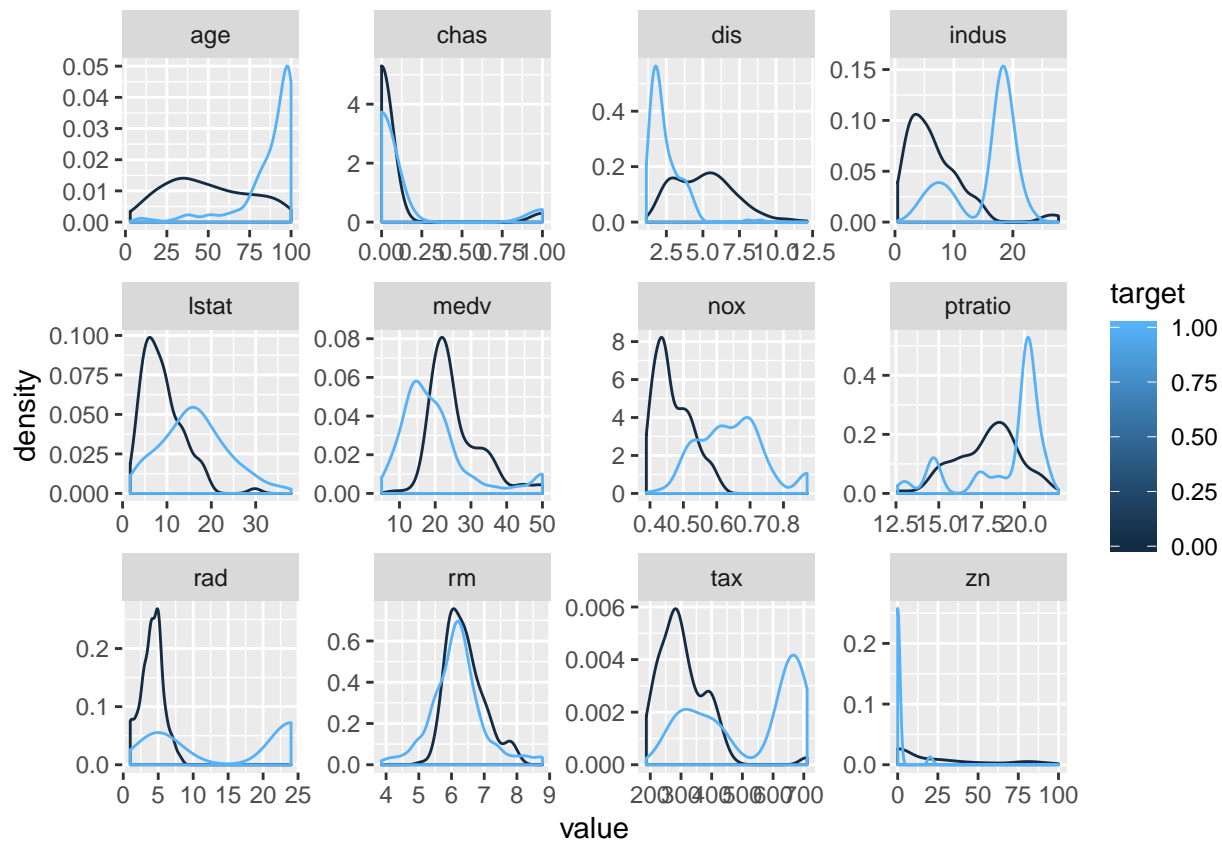 age chas dis indus
0.05
0.04
0.03
0.02
0.01
0.00
0 25 50 75 100
4
2
0
0.00 0.25 0.50 0.75 1.00
0.4
0.2
0.0
2.5 5.0 7.5 10.0 12.5
0.15
0.10
0.05
0.00
0 10 20
lstat medv nox ptratio
0.100
0.075
0.050
0.025
0.000
0 10 20 30
0.08
0.06
0.04
0.02
0.00
10 20 30 40 50
8
6
4
2
0
0.4 0.5 0.6 0.7 0.8
0.4
0.2
0.0
12.5 15.0 17.5 20.0
rad rm tax zn
0.2
0.1
0.0
0 5 10 15 20 25
0.6
0.4
0.2
0.0
4 5 6 7 8 9
0.006
0.004
0.002
0.000
200 300 400 500 600 700
0.2
0.1
0.0
0 25 50 75 100
density
value
target
1.00
0.75
0.50
0.25
0.00